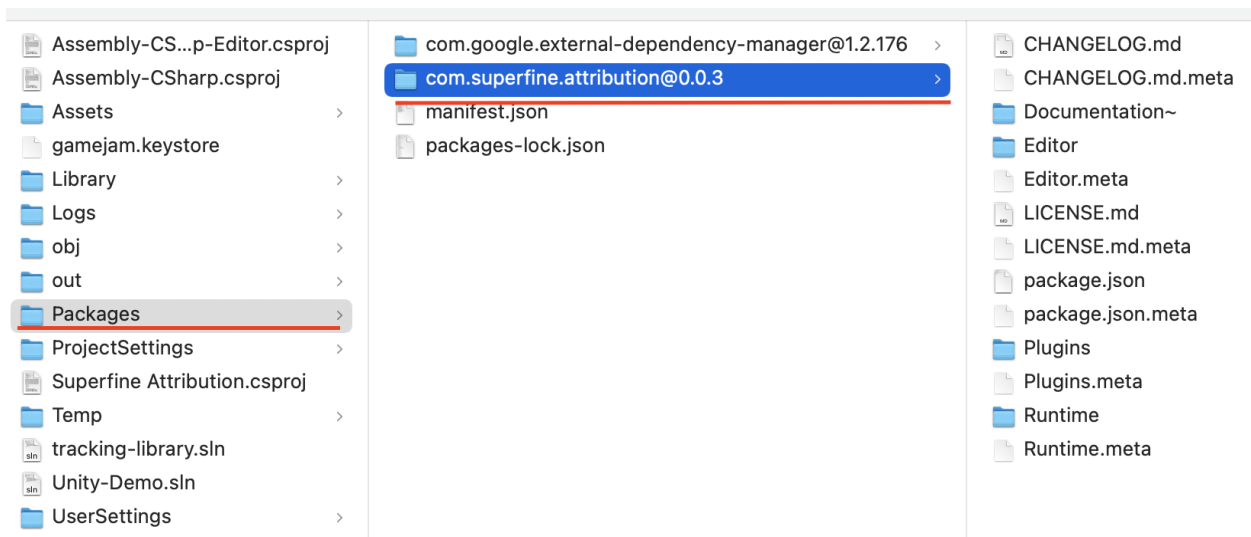 Assembly-CS...p-Editor.csproj
Assembly-CSharp.csproj
Assets
gamejam.keystore
Library
Logs
obj
out
Packages
ProjectSettings
Superfine Attribution.csproj
Temp
tracking-library.sln
Unity-Demo.sln
UserSettings
com.google.external-dependency-manager@1.2.176
com.superfine.attribution@0.0.3
manifest.json
packages-lock.json
CHANGELOG.md
CHANGELOG.md.meta
Documentation~
Editor
Editor.meta
LICENSE.md
LICENSE.md.meta
package.json
package.json.meta
Plugins
Plugins.meta
Runtime
Runtime.meta